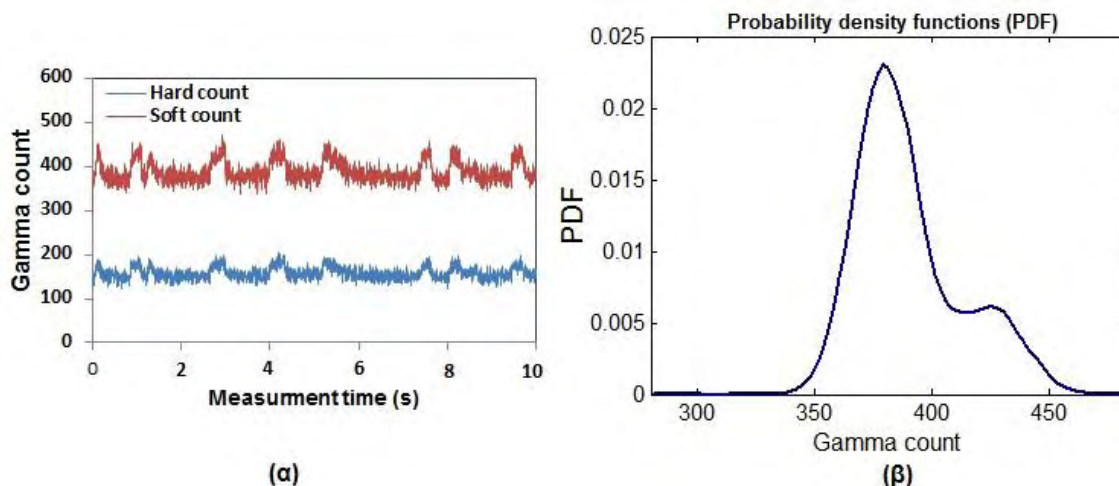 600
500
400
300
200
100
0
Gamma count
Hard count
Soft count
0 2 4 6 8 10
Measurment time (s)
(α)
Probability density functions (PDF)
0.025
0.02
0.015
0.01
0.005
0
PDF
300 350 400 450
Gamma count
(β)